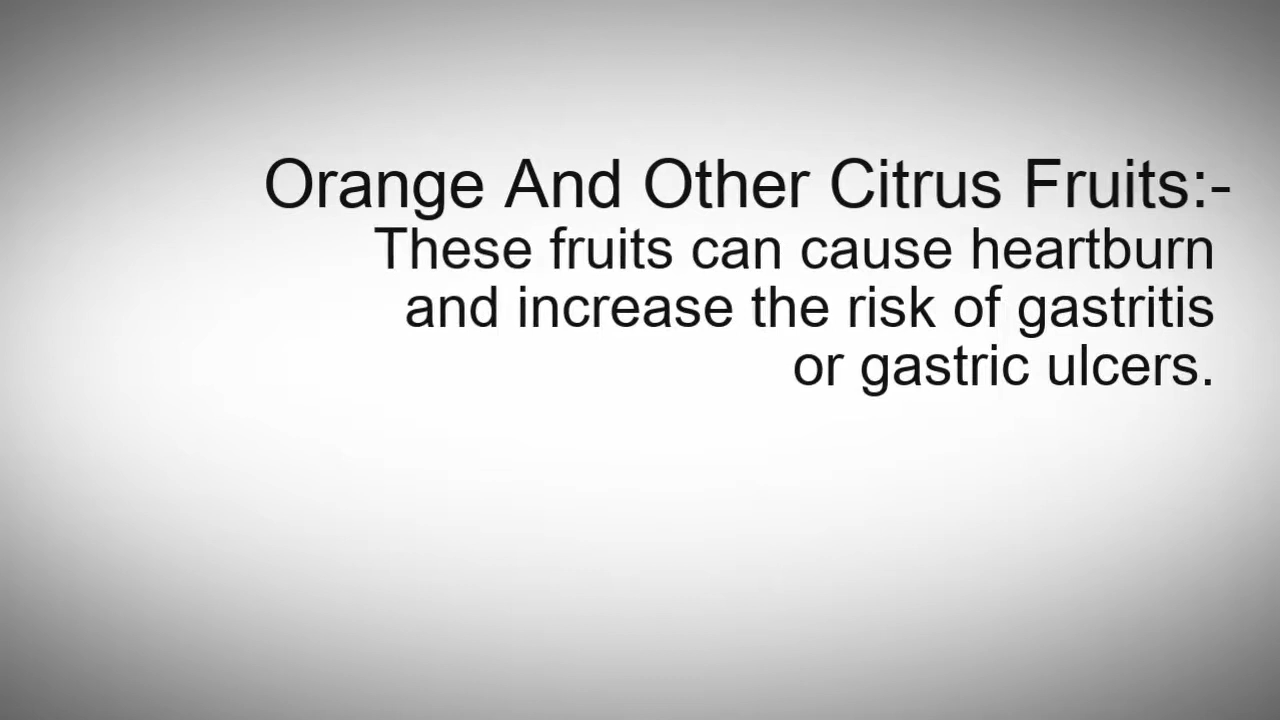 Orange And Other Citrus Fruits:-
These fruits can cause heartburn
and increase the risk of gastritis
or gastric ulcers.